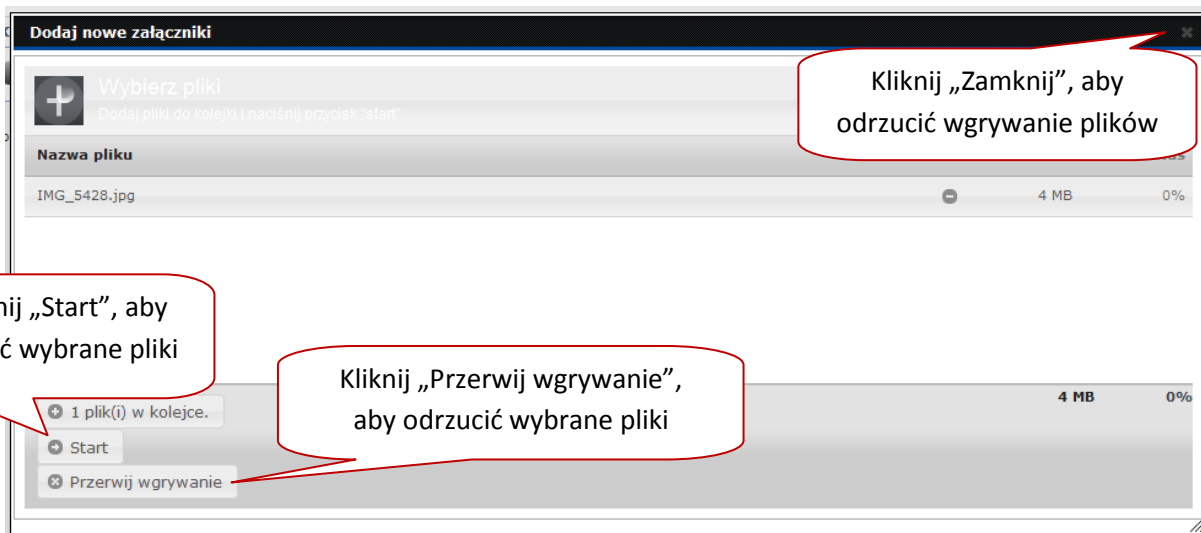 Dodaj nowe załączniki
Wybierz pliki
Dodaj pliki do kolejki i naciśnij przycisk "start"
Kliknij „Zamknij”, aby
odrzucić wgrywanie plików
Nazwa pliku
IMG_5428.jpg 4 MB 0%
„Start”, aby
wybrane pliki
Kliknij „Przerwij wgrywanie”,
aby odrzucić wybrane pliki
1 plik(i) w kolejce. 4 MB 0%
Start
Przerwij wgrywanie